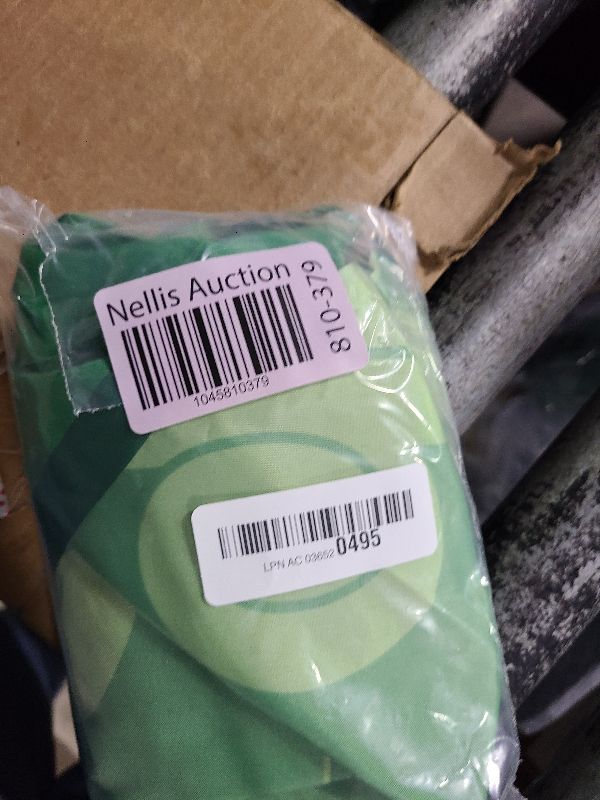 Nellis Auction
810-379
1045810379
LPN AC 03652 0495